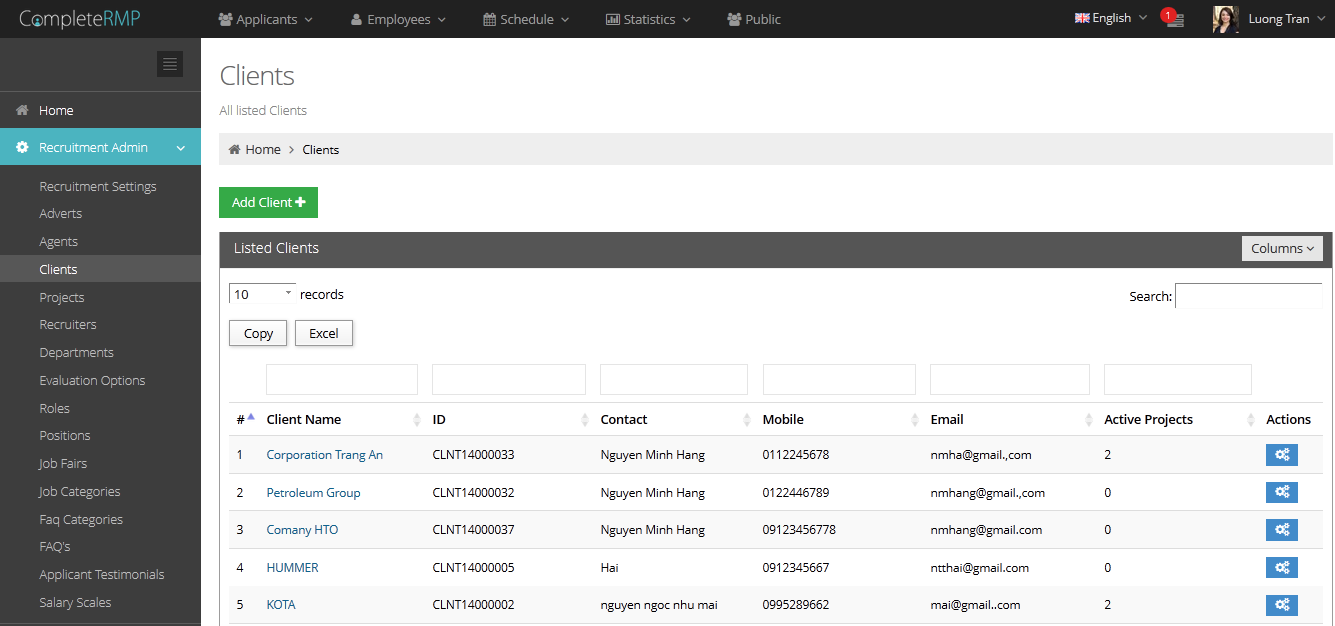 CompleteRMP Applicants Employees Schedule Statistics Public English 1 Luong Tran
Home
Recruitment Admin
Recruitment Settings
Adverts
Agents
Clients
Projects
Recruiters
Departments
Evaluation Options
Roles
Positions
Job Fairs
Job Categories
Faq Categories
FAQ's
Applicant Testimonials
Salary Scales
Clients
All listed Clients
Home > Clients
Add Client +
Listed Clients Columns
10 records Search:
Copy Excel
# Client Name ID Contact Mobile Email Active Projects Actions
1 Corporation Trang An CLNT14000033 Nguyen Minh Hang 0112245678 nmha@gmail.,com 2
2 Petroleum Group CLNT14000032 Nguyen Minh Hang 0122446789 nmhang@gmail.,com 0
3 Comany HTO CLNT14000037 Nguyen Minh Hang 09123456778 nmhang@gmail.com 0
4 HUMMER CLNT14000005 Hai 0912345667 ntthai@gmail.com 0
5 KOTA CLNT14000002 nguyen ngoc nhu mai 0995289662 mai@gmail..com 2